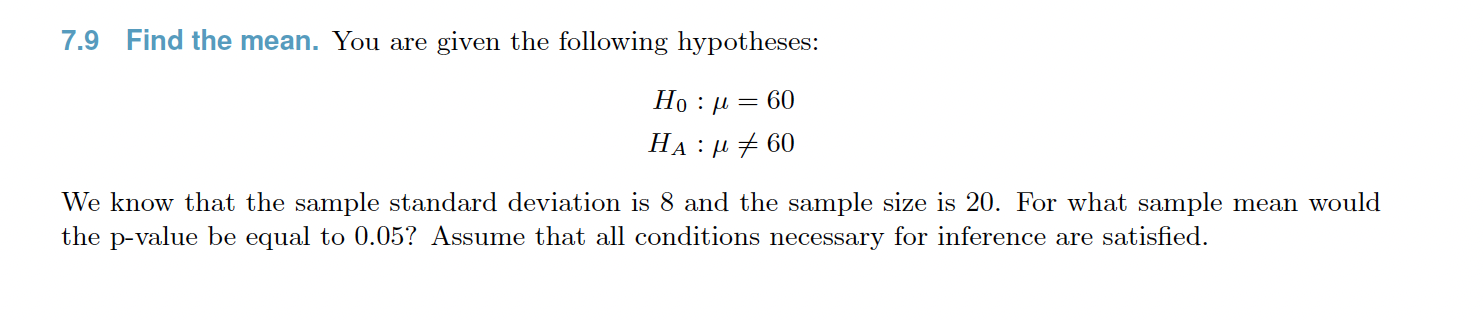 7.9 Find the mean. You are given the following hypotheses:
H₀ : μ = 60
H_A : μ ≠ 60
We know that the sample standard deviation is 8 and the sample size is 20. For what sample mean would
the p-value be equal to 0.05? Assume that all conditions necessary for inference are satisfied.